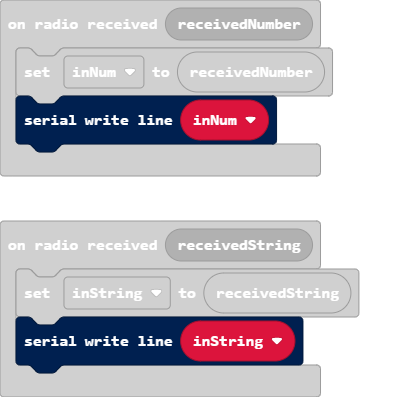 on radio received receivedNumber
set inNum to receivedNumber
serial write line inNum
on radio received receivedString
set inString to receivedString
serial write line inString